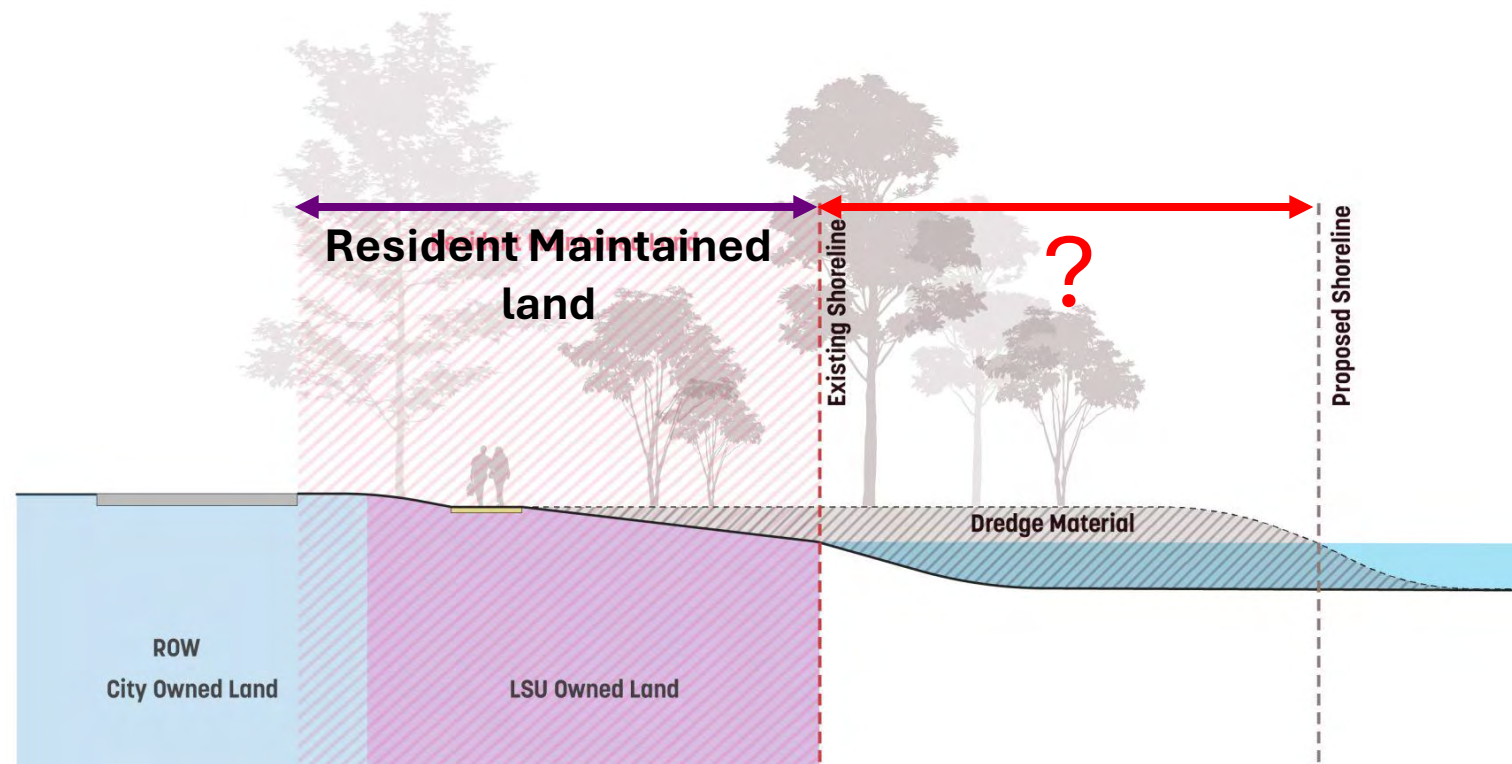 Resident Maintained
land
?
Existing Shoreline
Proposed Shoreline
Dredge Material
ROW
City Owned Land
LSU Owned Land